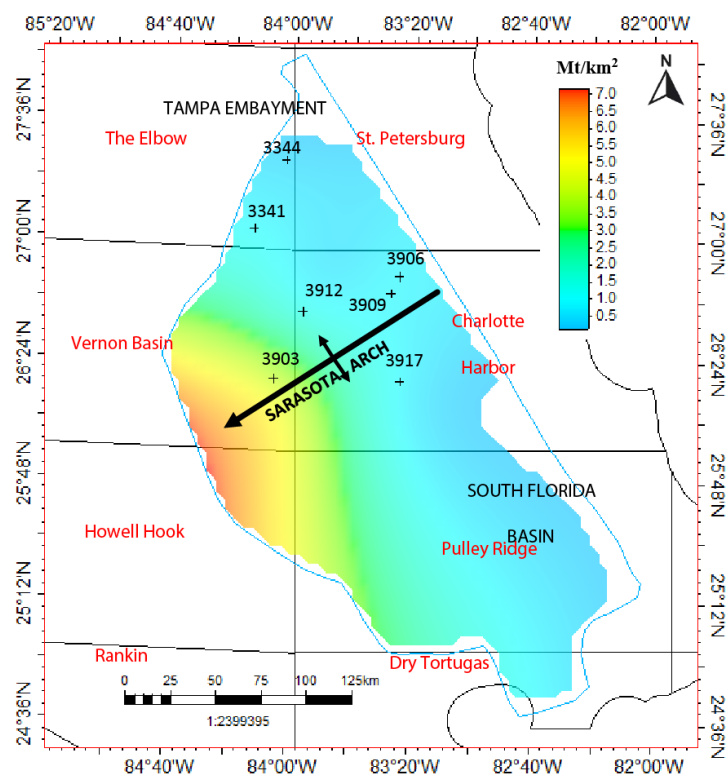 85°20'W 84°40'W 84°00'W 83°20'W 82°40'W 82°00'W
Mt/km²
N
7.0
6.5
6.0
5.5
5.0
4.5
4.0
3.5
3.0
2.5
2.0
1.5
1.0
0.5
27°36'N
27°36'N
TAMPA EMBAYMENT
The Elbow
St. Petersburg
3344
3341
27°00'N
27°00'N
3906
3912
3909
Charlotte
Vernon Basin
26°24'N
26°24'N
3903
3917
Harbor
SARASOTA ARCH
25°48'N
25°48'N
SOUTH FLORIDA
Howell Hook
BASIN
Pulley Ridge
25°12'N
25°12'N
Rankin
Dry Tortugas
0 25 50 75 100 125km
1:2399395
24°36'N
24°36'N
84°40'W 84°00'W 83°20'W 82°40'W 82°00'W